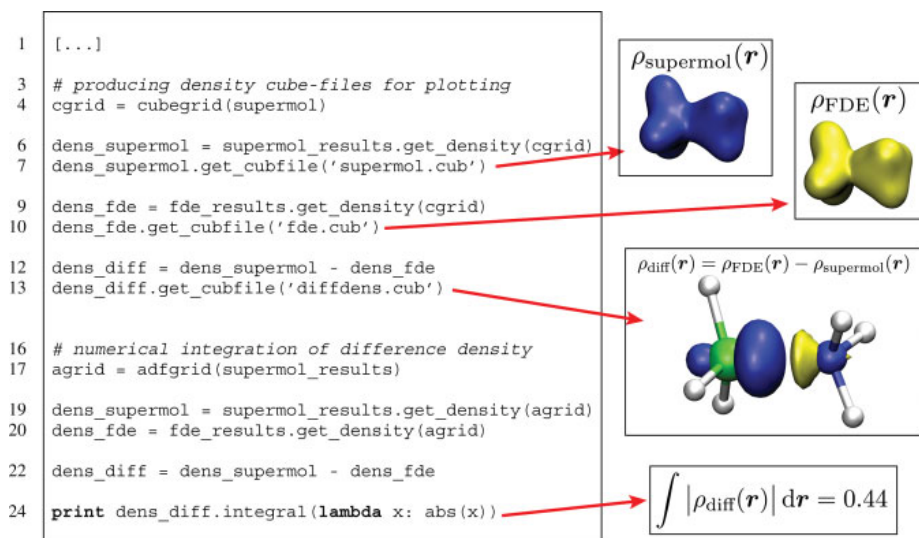 1 [...]
3 # producing density cube-files for plotting
4 cgrid = cubegrid(supermol)
6 dens_supermol = supermol_results.get_density(cgrid)
7 dens_supermol.get_cubfile('supermol.cub')
9 dens_fde = fde_results.get_density(cgrid)
10 dens_fde.get_cubfile('fde.cub')
12 dens_diff = dens_supermol - dens_fde
13 dens_diff.get_cubfile('diffdens.cub')
16 # numerical integration of difference density
17 agrid = adfgrid(supermol_results)
19 dens_supermol = supermol_results.get_density(agrid)
20 dens_fde = fde_results.get_density(agrid)
22 dens_diff = dens_supermol - dens_fde
24 print dens_diff.integral(lambda x: abs(x))
ρsupermol(r)
ρFDE(r)
ρdiff(r) = ρFDE(r) − ρsupermol(r)
∫ |ρdiff(r)| dr = 0.44